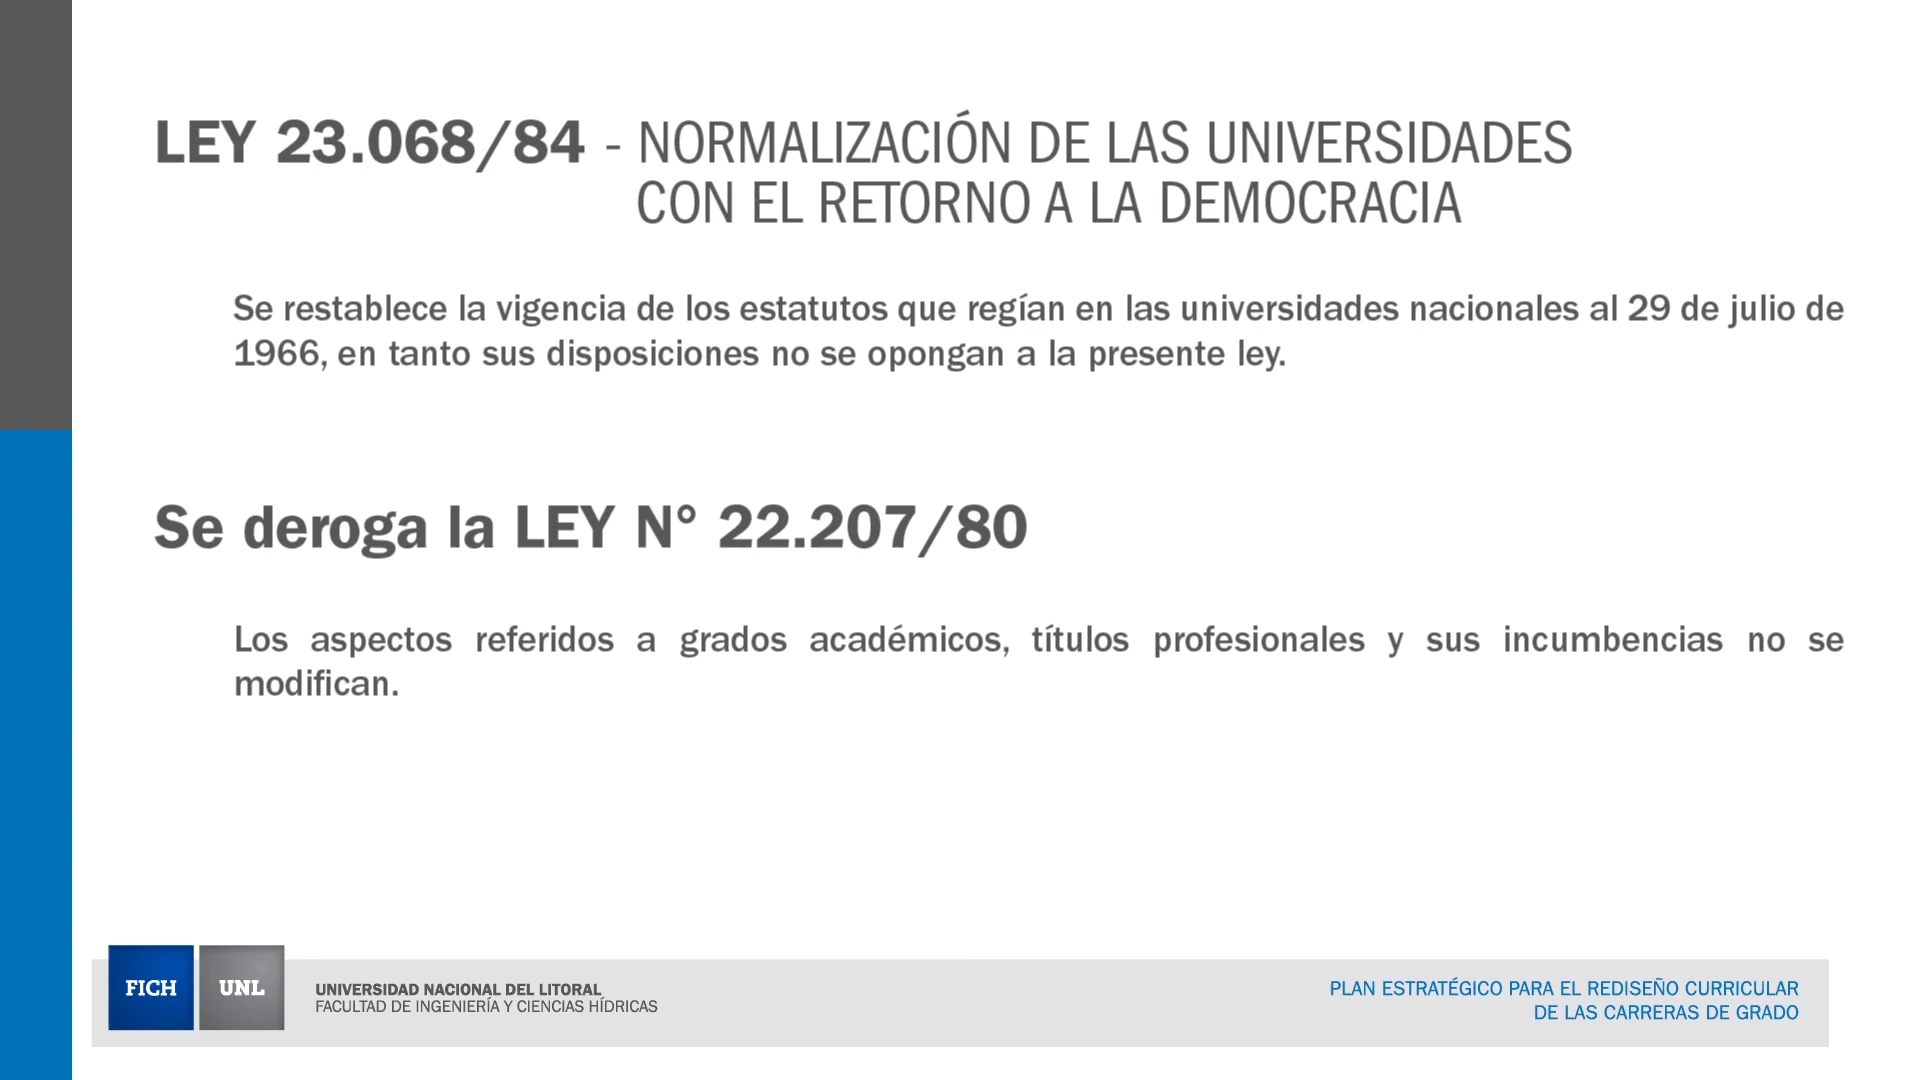 LEY 23.068/84 - NORMALIZACIÓN DE LAS UNIVERSIDADES
CON EL RETORNO A LA DEMOCRACIA
Se restablece la vigencia de los estatutos que regían en las universidades nacionales al 29 de julio de
1966, en tanto sus disposiciones no se opongan a la presente ley.
Se deroga la LEY N° 22.207/80
Los aspectos referidos a grados académicos, títulos profesionales y sus incumbencias no se
modifican.
FICH UNL
UNIVERSIDAD NACIONAL DEL LITORAL
FACULTAD DE INGENIERÍA Y CIENCIAS HÍDRICAS
PLAN ESTRATÉGICO PARA EL REDISEÑO CURRICULAR
DE LAS CARRERAS DE GRADO